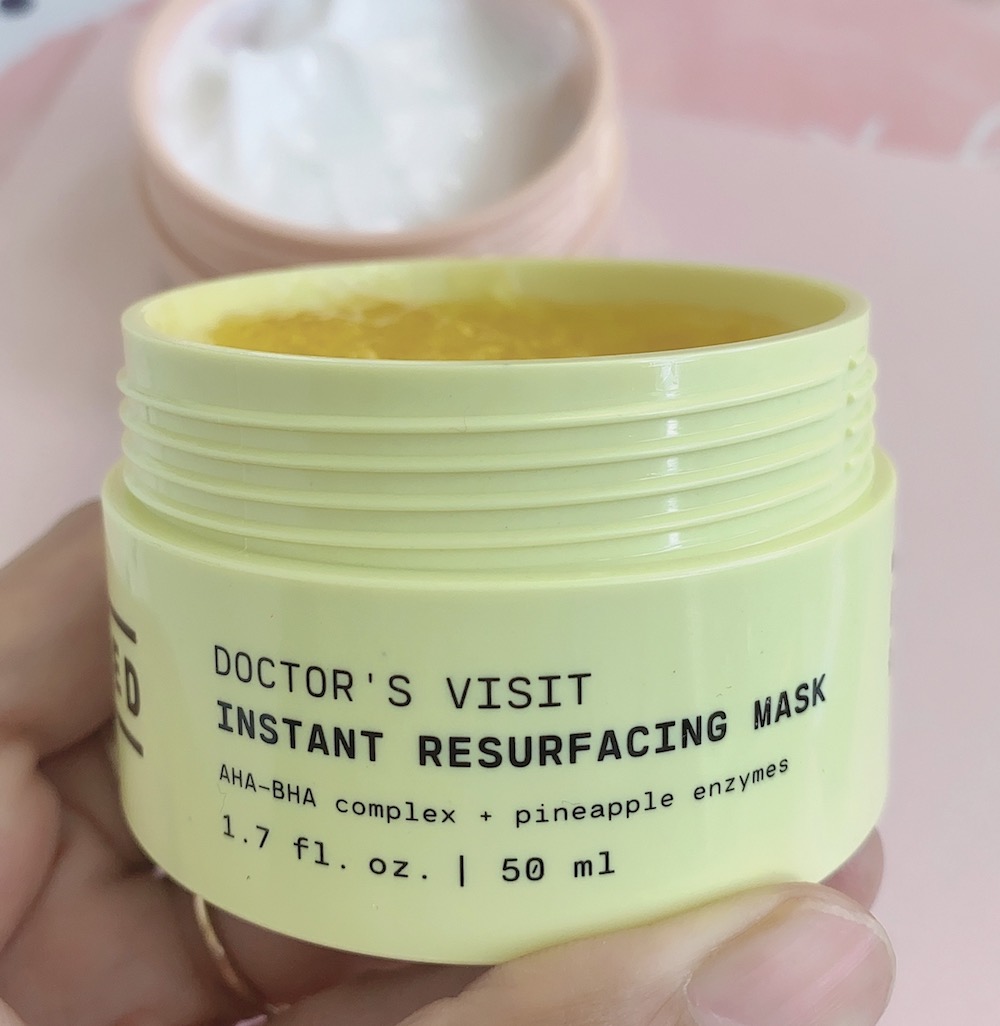 DOCTOR'S VISIT
INSTANT RESURFACING MASK
AHA-BHA complex + pineapple enzymes
1.7 fl. oz. | 50 ml